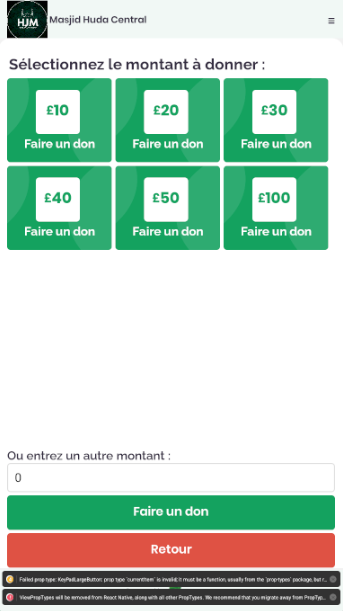 HJM
Masjid Huda Central
Sélectionnez le montant à donner :
£10
£20
£30
Faire un don
Faire un don
Faire un don
£40
£50
£100
Faire un don
Faire un don
Faire un don
Ou entrez un autre montant :
0
Faire un don
Retour
Failed prop type: KeyPadLargeButton: prop type `currentItem` is invalid; it must be a function, usually from the `prop-types` package, but r...
ViewPropTypes will be removed from React Native, along with all other PropTypes. We recommend that you migrate away from PropTyp...